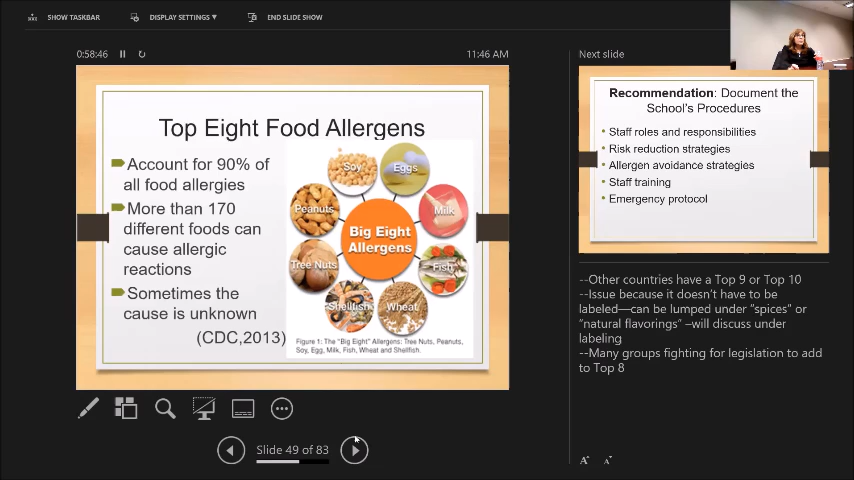 SHOW TASKBAR
DISPLAY SETTINGS ▼
END SLIDE SHOW
0:58:46
11:46 AM
Top Eight Food Allergens
Account for 90% of
all food allergies
More than 170
different foods can
cause allergic
reactions
Sometimes the
cause is unknown
(CDC,2013)
Soy
Eggs
Peanuts
Milk
Big Eight
Allergens
Tree Nuts
Fish
Shellfish
Wheat
Figure 1: The "Big Eight" Allergens: Tree Nuts, Peanuts,
Soy, Egg, Milk, Fish, Wheat and Shellfish.
Slide 49 of 83
Next slide
Recommendation: Document the
School's Procedures
• Staff roles and responsibilities
• Risk reduction strategies
• Allergen avoidance strategies
• Staff training
• Emergency protocol
--Other countries have a Top 9 or Top 10
--Issue because it doesn't have to be
labeled—can be lumped under "spices" or
"natural flavorings" –will discuss under
labeling
--Many groups fighting for legislation to add
to Top 8
A A